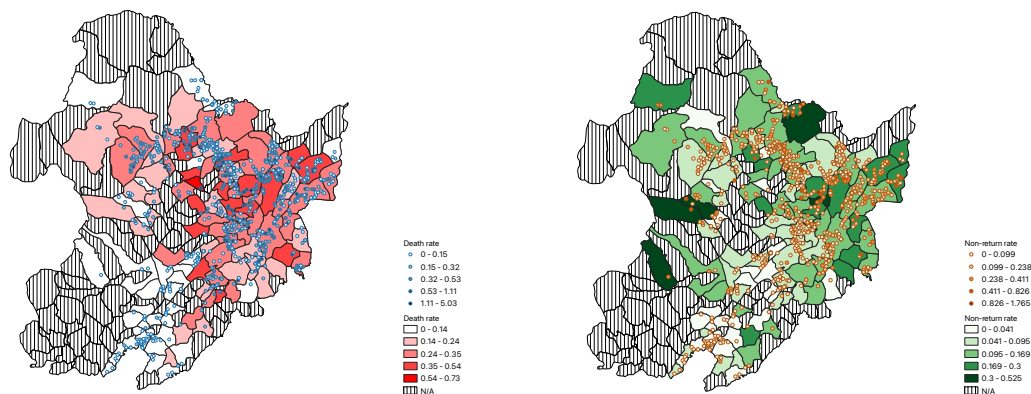 Death rate
0 - 0.15
0.15 - 0.32
0.32 - 0.53
0.53 - 1.11
1.11 - 5.03
Death rate
0 - 0.14
0.14 - 0.24
0.24 - 0.35
0.35 - 0.54
0.54 - 0.73
N/A
Non-return rate
0 - 0.099
0.099 - 0.238
0.238 - 0.411
0.411 - 0.826
0.826 - 1.765
Non-return rate
0 - 0.041
0.041 - 0.095
0.095 - 0.169
0.169 - 0.3
0.3 - 0.525
N/A